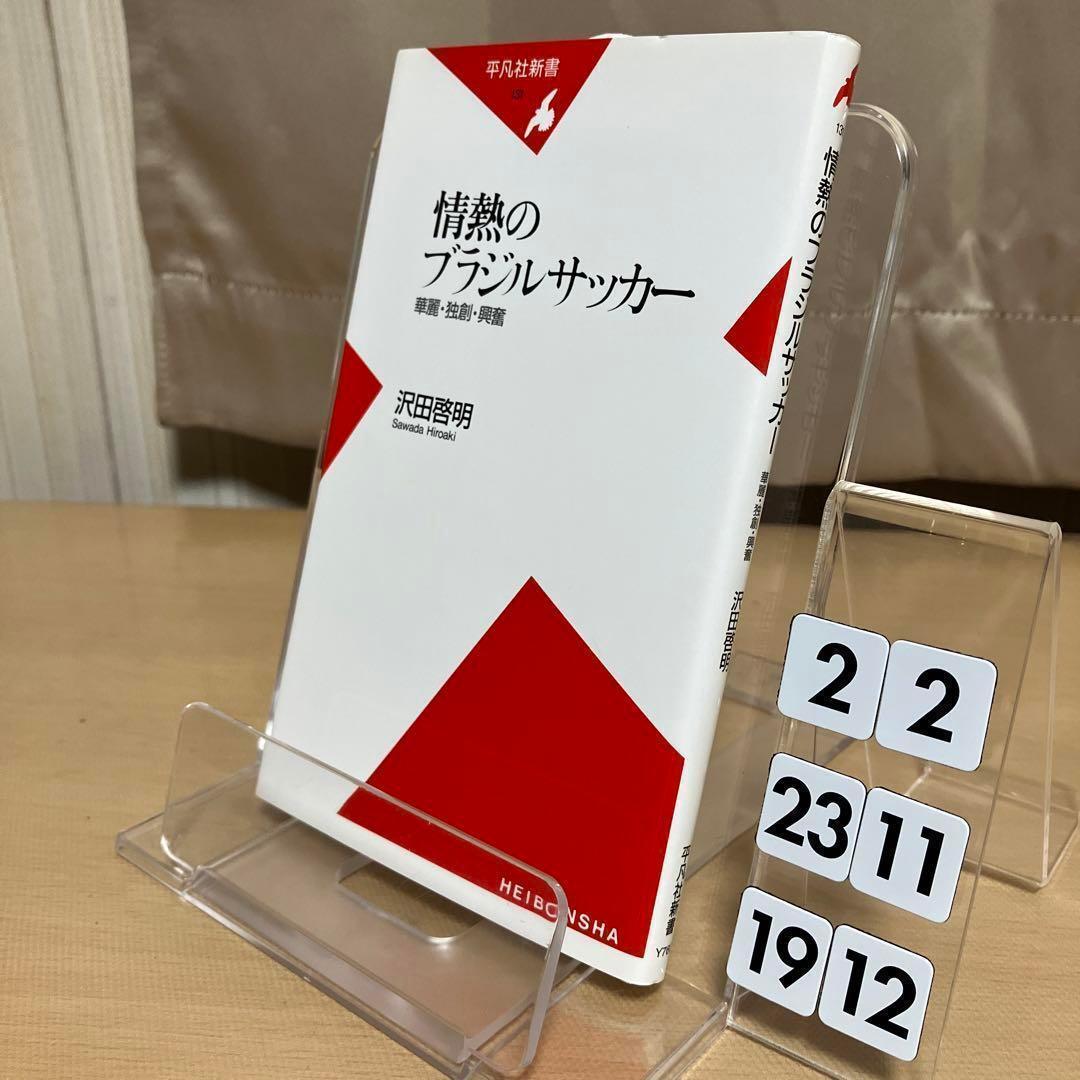 平凡社新書
131
情熱の
ブラジルサッカー
華麗・独創・興奮
沢田啓明
Sawada Hiroaki
HEIBONSHA
情熱のブラジルサッカー
華麗・独創・興奮
沢田啓明
平凡社新書
2 2
23 11
19 12